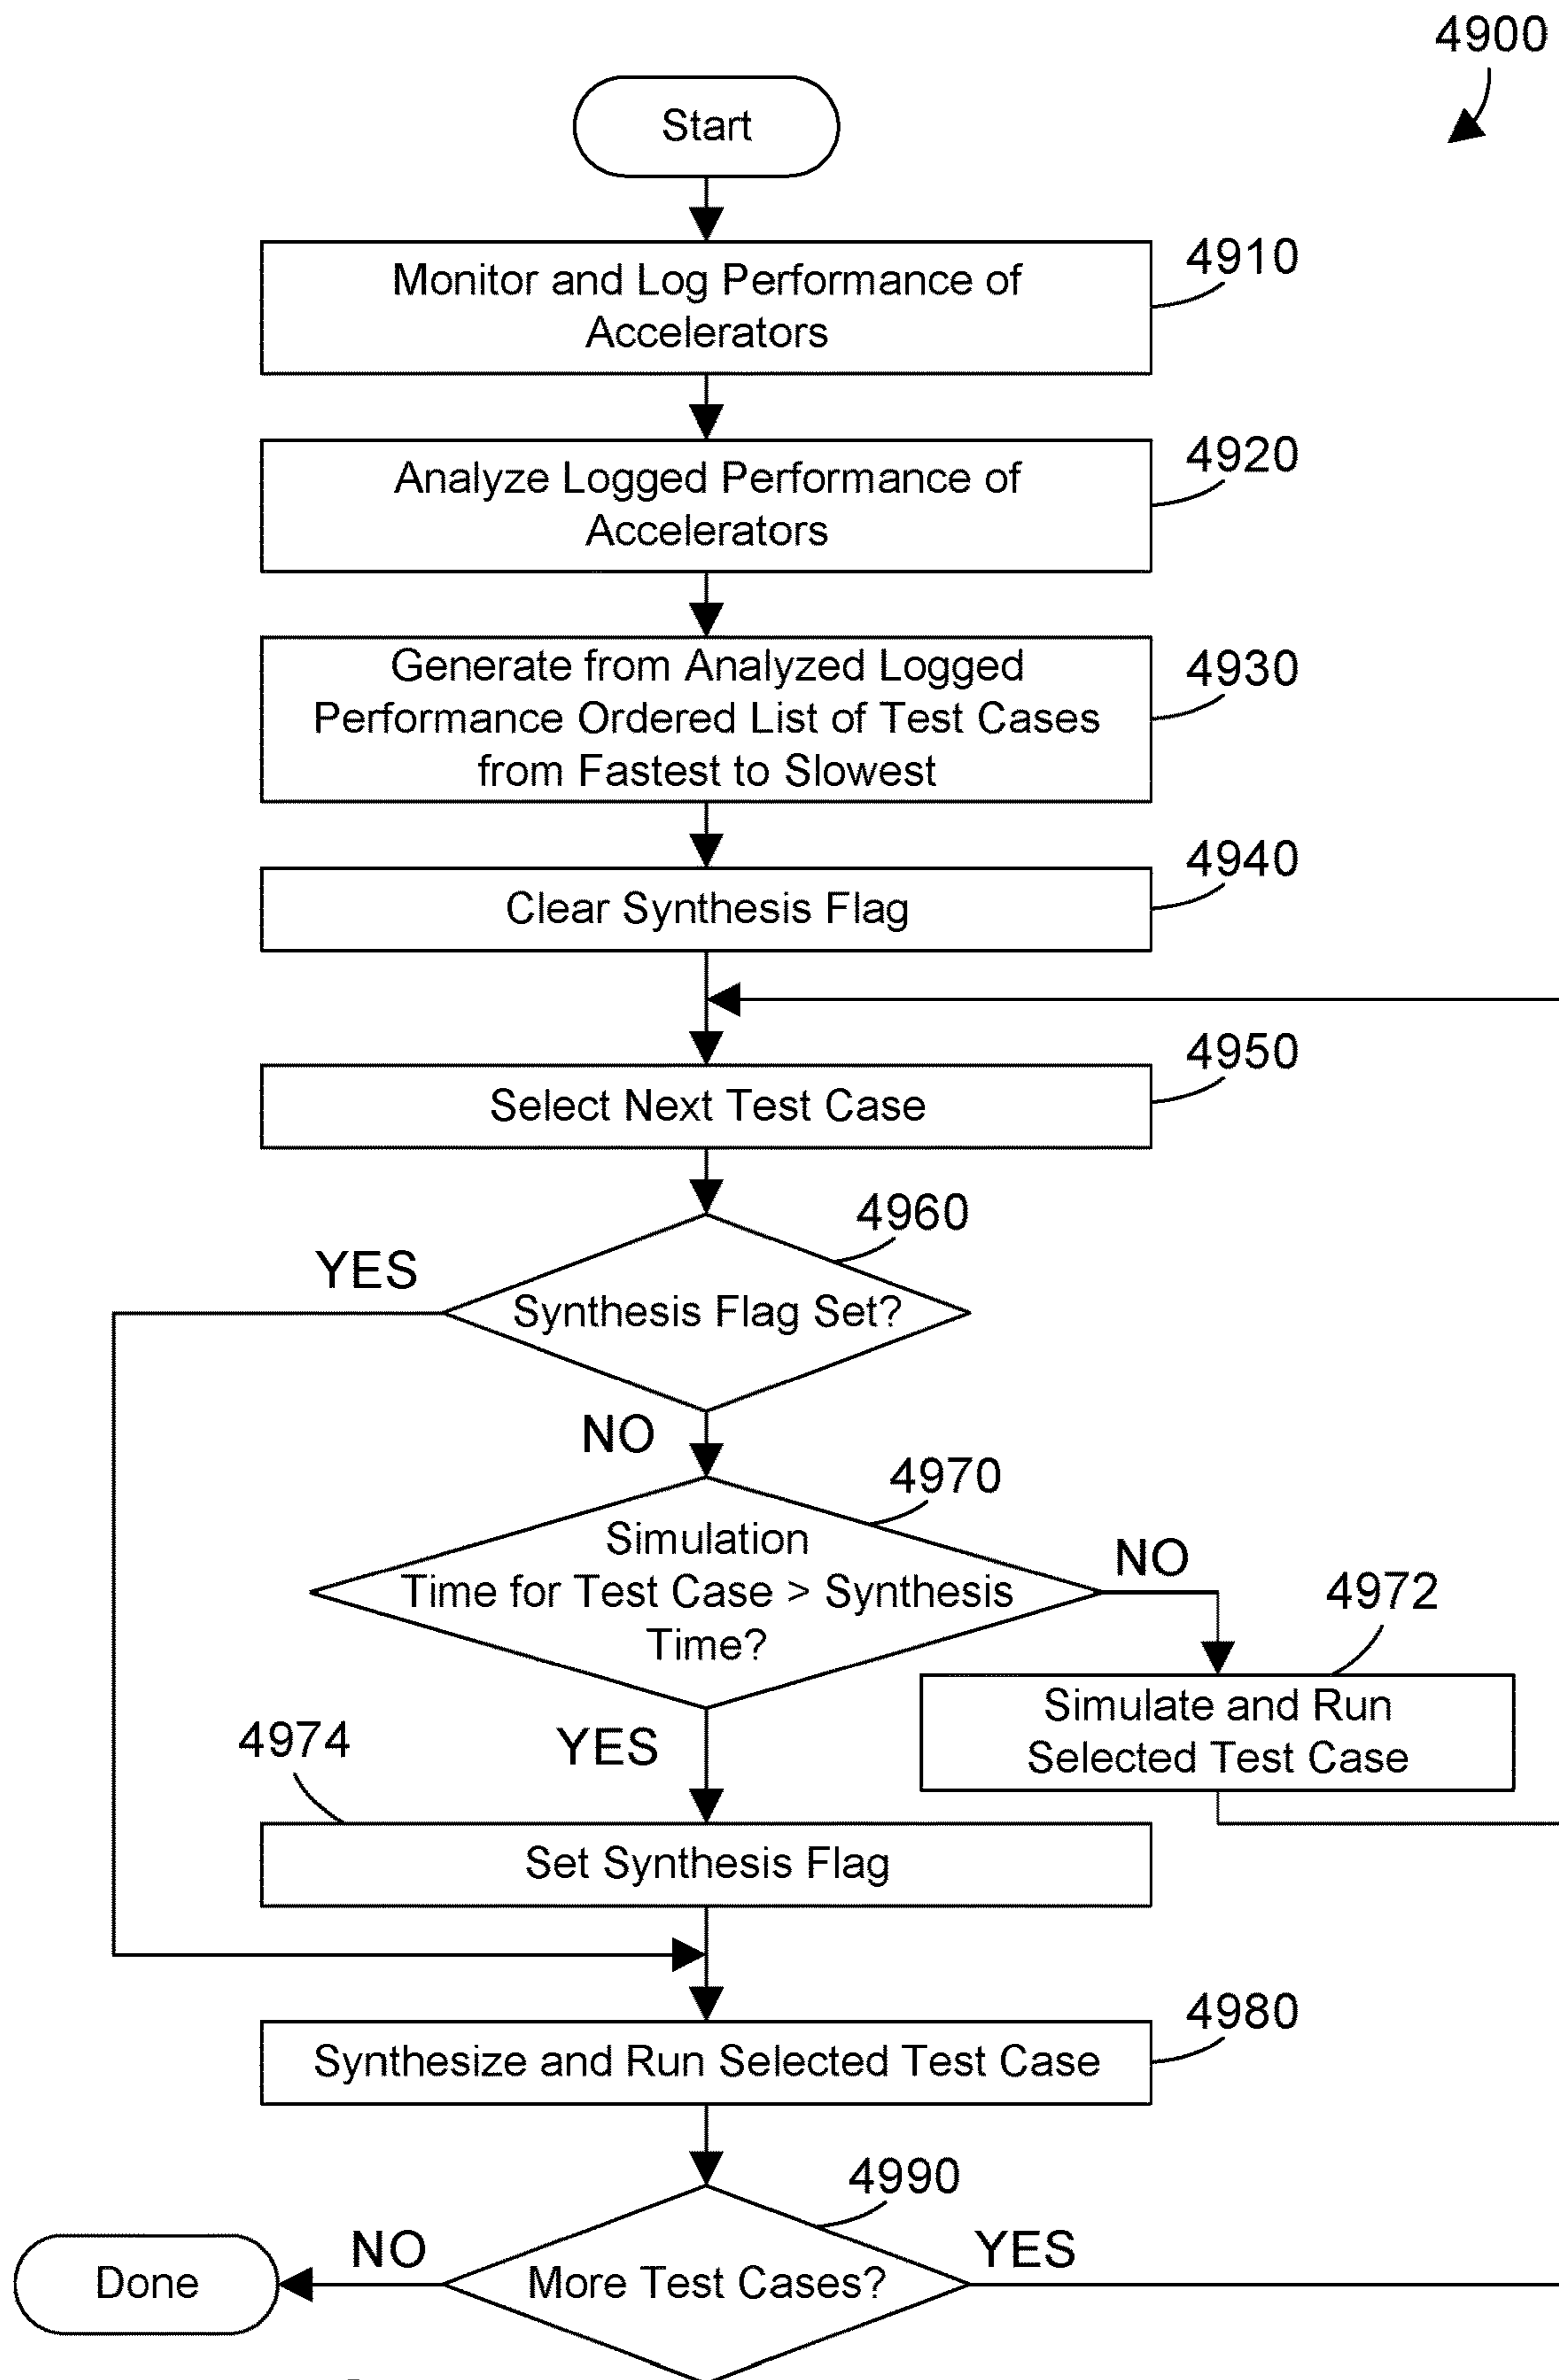 4900
Start
Monitor and Log Performance of
Accelerators
4910
Analyze Logged Performance of
Accelerators
4920
Generate from Analyzed Logged
Performance Ordered List of Test Cases
from Fastest to Slowest
4930
Clear Synthesis Flag
4940
Select Next Test Case
4950
4960
YES
Synthesis Flag Set?
NO
4970
Simulation
Time for Test Case > Synthesis
Time?
NO
4972
Simulate and Run
Selected Test Case
YES
4974
Set Synthesis Flag
4980
Synthesize and Run Selected Test Case
4990
NO
YES
Done
More Test Cases?